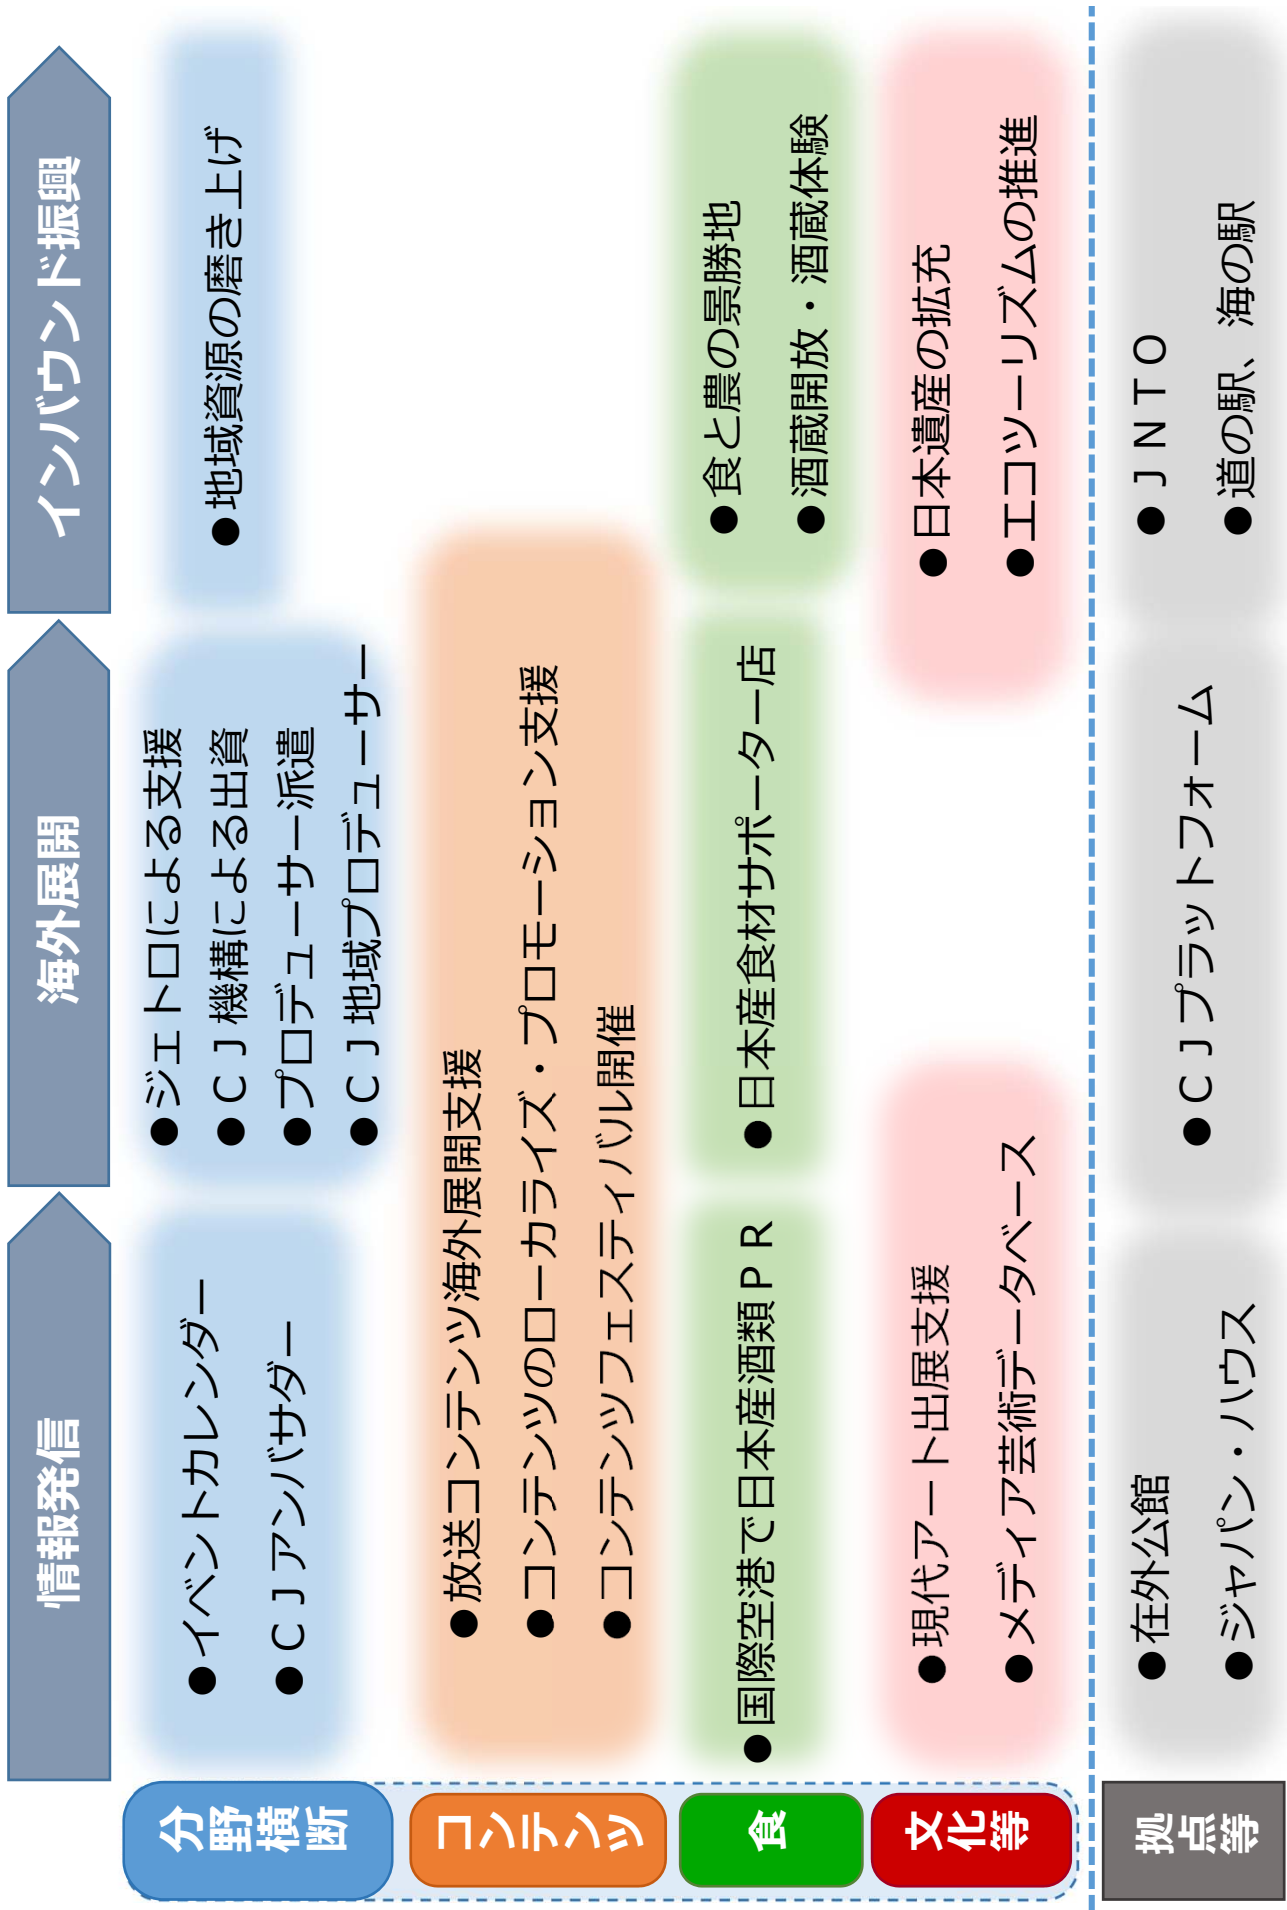 情報発信
海外展開
インバウンド振興
分野横断
●イベントカレンダー
●ＣＪアンバサダー
●ジェトロによる支援
●ＣＪ機構による出資
●プロデューサー派遣
●ＣＪ地域プロデューサー
●地域資源の磨き上げ
コンテンツ
●放送コンテンツ海外展開支援
●コンテンツのローカライズ・プロモーション支援
●コンテンツフェスティバル開催
食
●国際空港で日本産酒類ＰＲ
●日本産食材サポーター店
●食と農の景勝地
●酒蔵開放・酒蔵体験
文化等
●現代アート出展支援
●メディア芸術データベース
●日本遺産の拡充
●エコツーリズムの推進
拠点等
●在外公館
●ジャパン・ハウス
●ＣＪプラットフォーム
●ＪＮＴＯ
●道の駅、海の駅